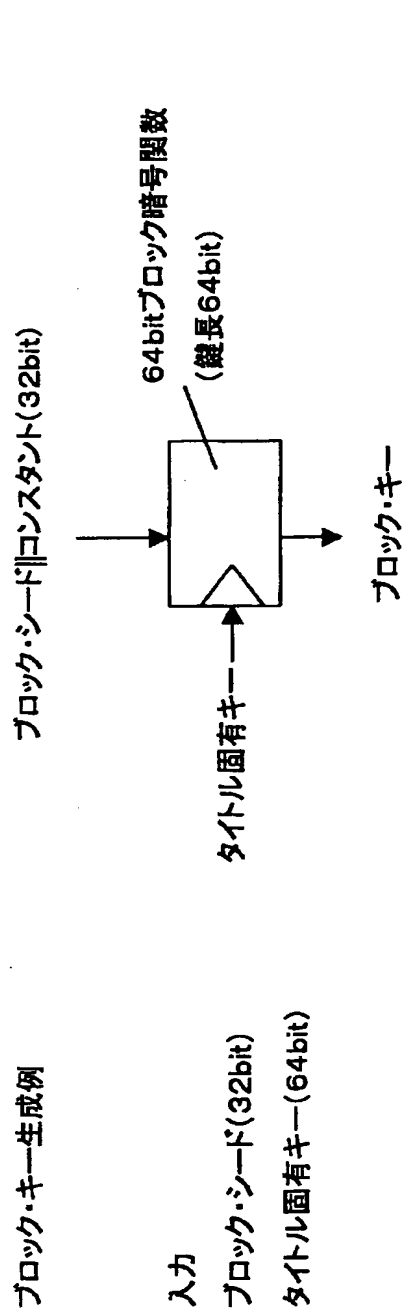 ブロック・キー生成例
入力
ブロック・シード(32bit)
タイトル固有キー(64bit)
ブロック・シード||コンスタント(32bit)
64bitブロック暗号関数
(鍵長64bit)
タイトル固有キー
ブロック・キー